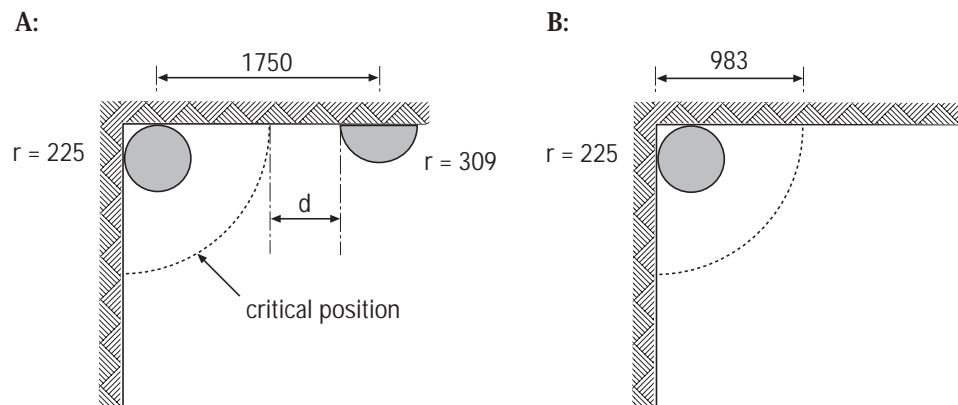 A:
1750
r = 225
r = 309
d
critical position
B:
983
r = 225